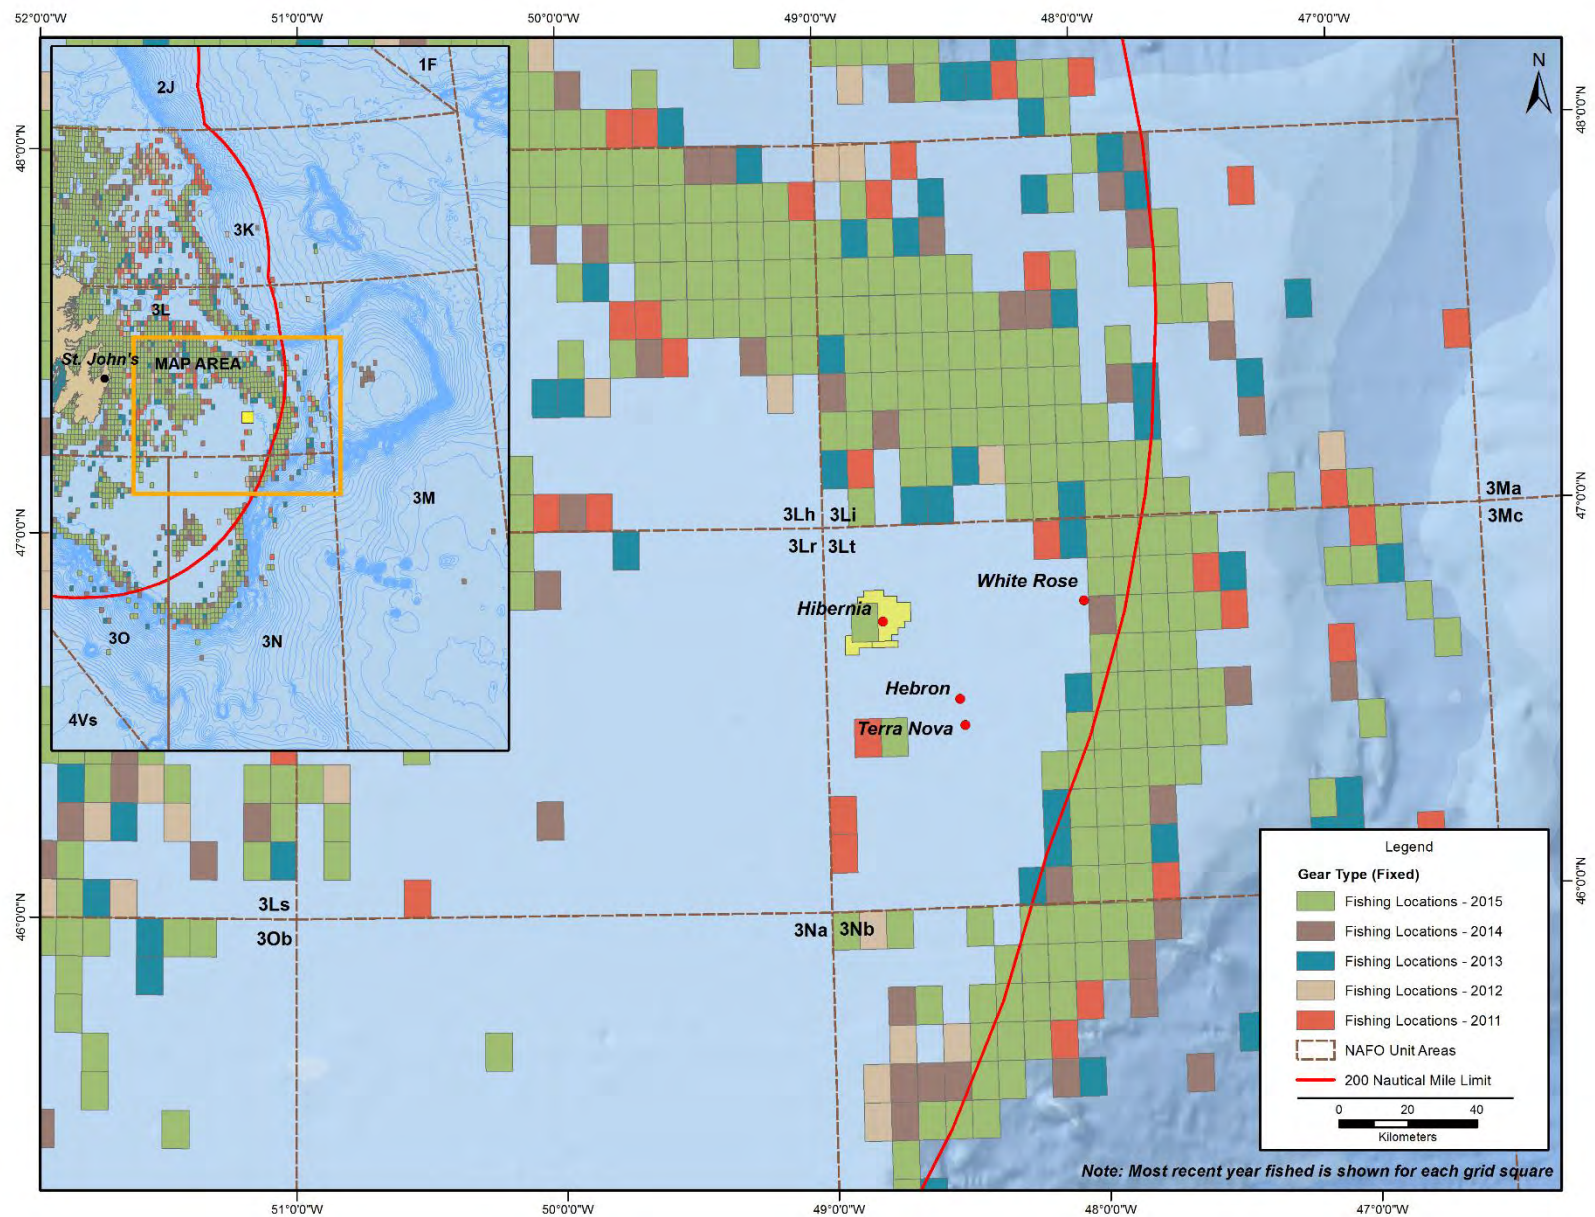 52°0'0"W
51°0'0"W
50°0'0"W
49°0'0"W
48°0'0"W
47°0'0"W
N
48°0'0"N
48°0'0"N
1F
2J
3K
3L
St. John's
MAP AREA
3M
3O
3N
4Vs
3Ma
3Mc
47°0'0"N
47°0'0"N
3Lh
3Li
3Lr
3Lt
White Rose
Hibernia
Hebron
Terra Nova
3Ls
3Ob
3Na
3Nb
46°0'0"N
46°0'0"N
Legend
Gear Type (Fixed)
Fishing Locations - 2015
Fishing Locations - 2014
Fishing Locations - 2013
Fishing Locations - 2012
Fishing Locations - 2011
NAFO Unit Areas
200 Nautical Mile Limit
0 20 40
Kilometers
Note: Most recent year fished is shown for each grid square
51°0'0"W
50°0'0"W
49°0'0"W
48°0'0"W
47°0'0"W